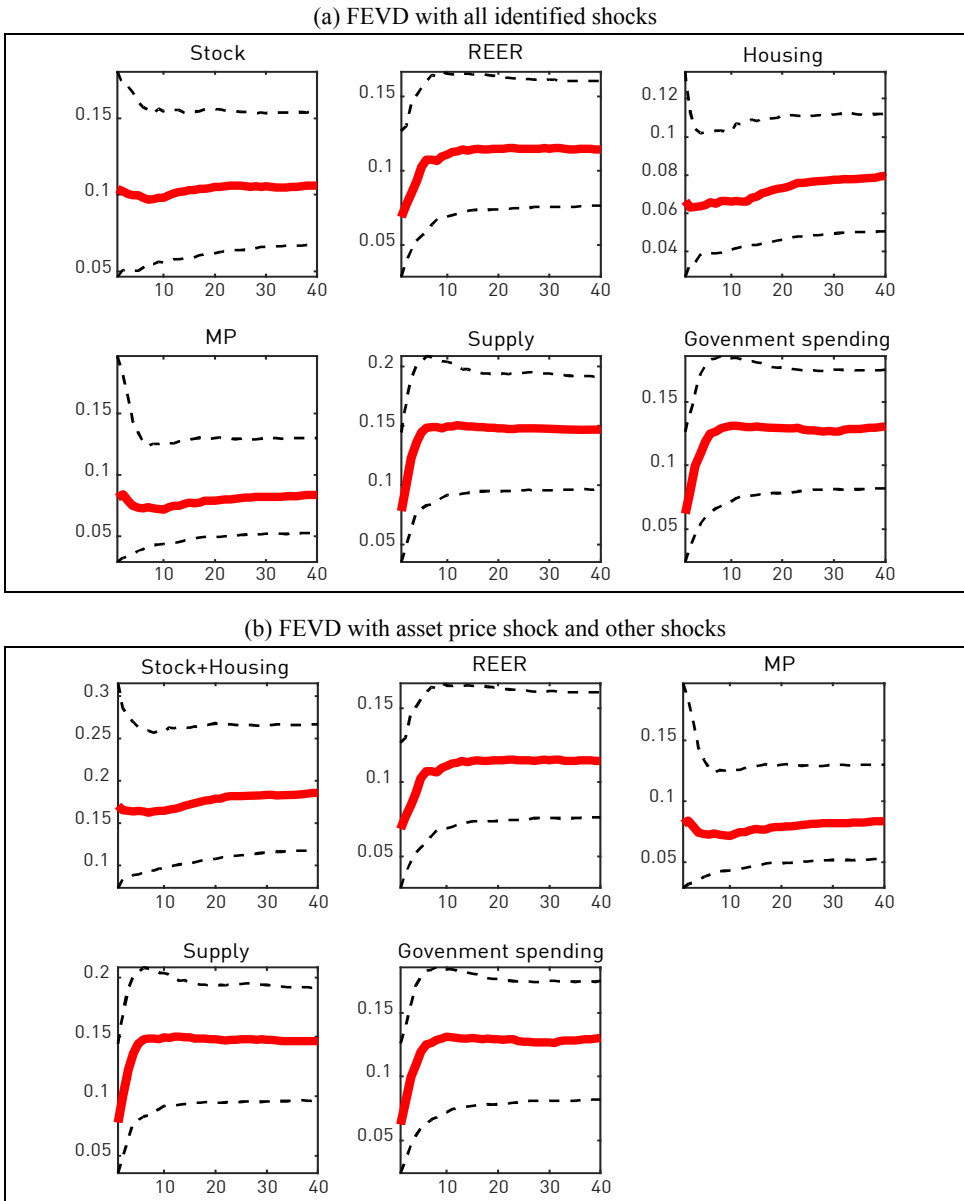 (a) FEVD with all identified shocks
Stock REER Housing
0.15
0.1
0.05
10 20 30 40
0.15
0.1
0.05
10 20 30 40
0.12
0.1
0.08
0.06
0.04
10 20 30 40
MP Supply Govenment spending
0.15
0.1
0.05
10 20 30 40
0.2
0.15
0.1
0.05
10 20 30 40
0.15
0.1
0.05
10 20 30 40
(b) FEVD with asset price shock and other shocks
Stock+Housing REER MP
0.3
0.25
0.2
0.15
0.1
10 20 30 40
0.15
0.1
0.05
10 20 30 40
0.15
0.1
0.05
10 20 30 40
Supply Govenment spending
0.2
0.15
0.1
0.05
10 20 30 40
0.15
0.1
0.05
10 20 30 40